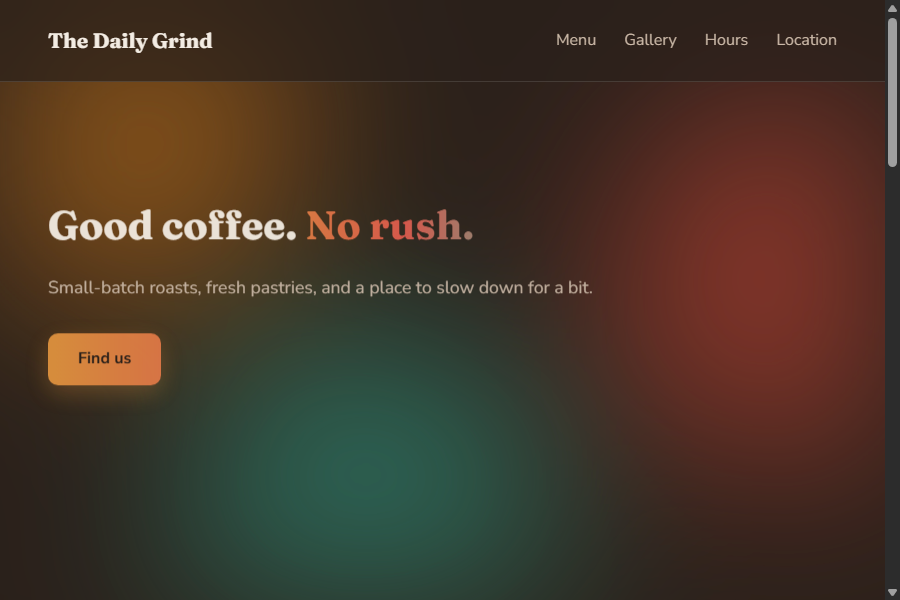 The Daily Grind
Menu Gallery Hours Location
Good coffee. No rush.
Small-batch roasts, fresh pastries, and a place to slow down for a bit.
Find us